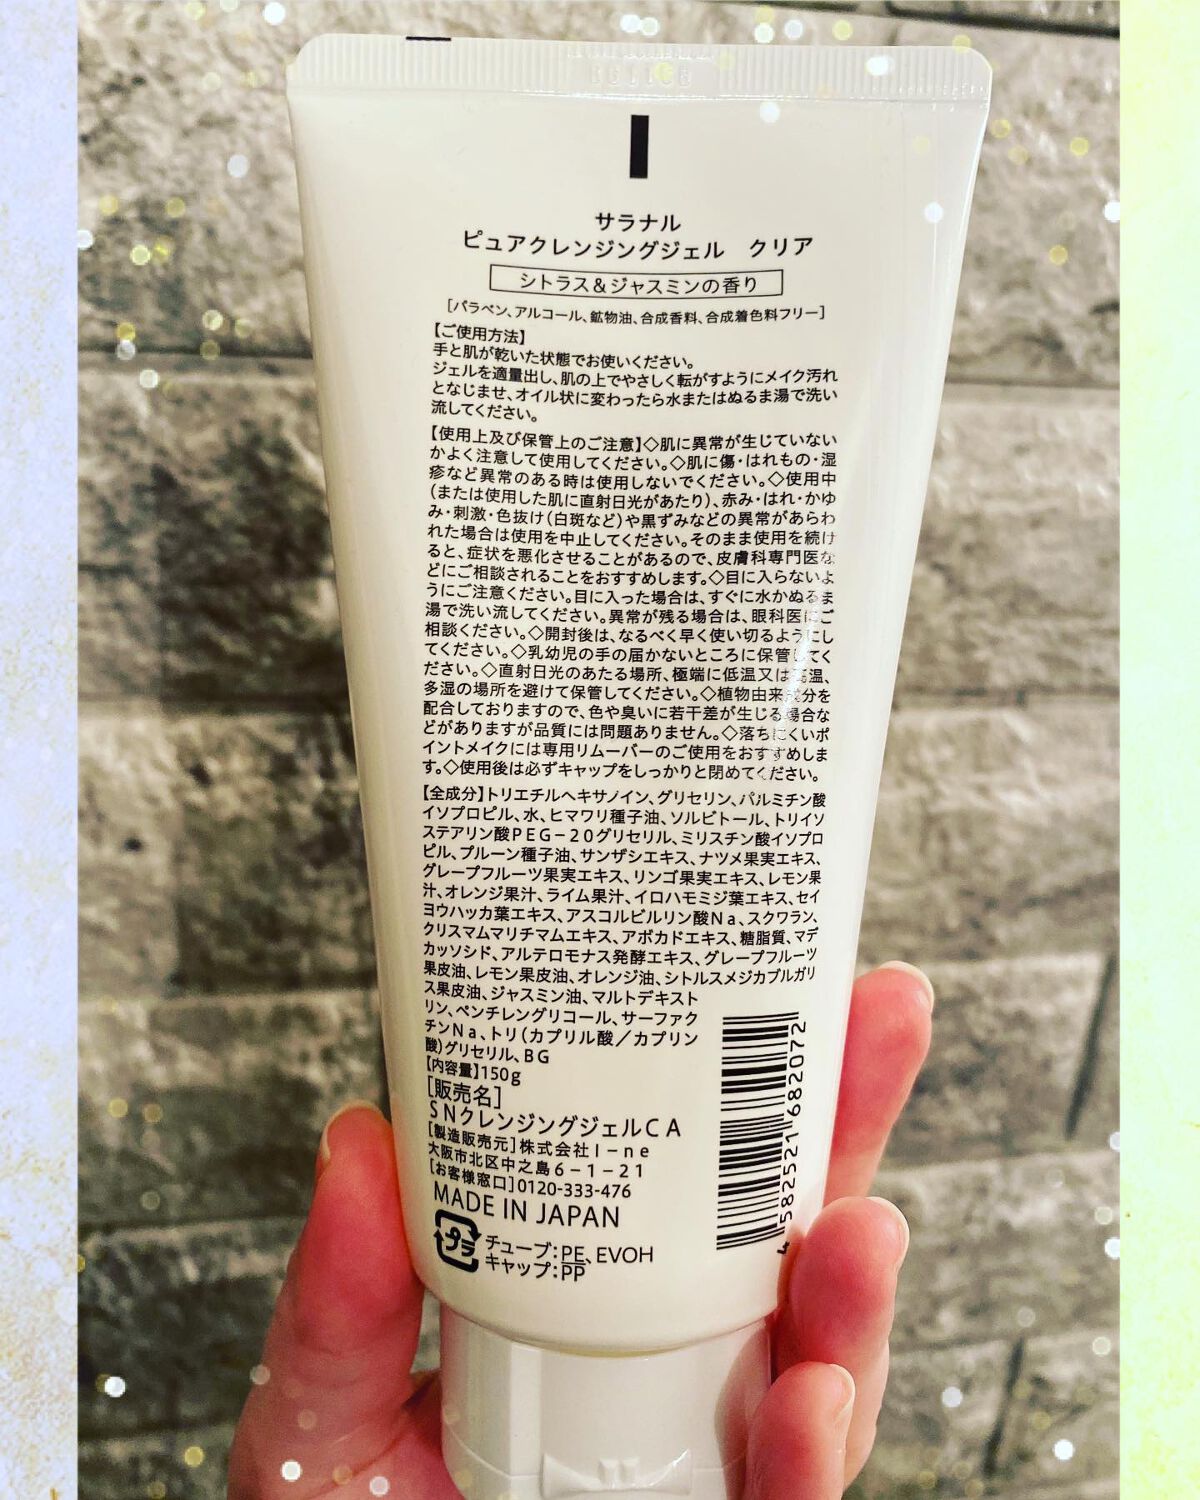 サラナル
ピュアクレンジングジェル クリア
シトラス&ジャスミンの香り
[パラベン、アルコール、鉱物油、合成香料、合成着色料フリー]
【ご使用方法】
手と肌が乾いた状態でお使いください。
ジェルを適量出し、肌の上でやさしく転がすようにメイク汚れ
となじませ、オイル状に変わったら水またはぬるま湯で洗い
流してください。
【使用上及び保管上のご注意】◇肌に異常が生じていない
かよく注意して使用してください。◇肌に傷・はれもの・湿
疹など異常のある時は使用しないでください。◇使用中
(または使用した肌に直射日光があたり)、赤み・はれ・かゆ
み・刺激・色抜け(白斑など)や黒ずみなどの異常があらわ
れた場合は使用を中止してください。そのまま使用を続け
ると、症状を悪化させることがあるので、皮膚科専門医な
どにご相談されることをおすすめします。◇目に入らないよ
うにご注意ください。目に入った場合は、すぐに水かぬるま
湯で洗い流してください。異常が残る場合は、眼科医にご
相談ください。◇開封後は、なるべく早く使い切るようにし
てください。◇乳幼児の手の届かないところに保管してく
ださい。◇直射日光のあたる場所、極端に低温又は高温、
多湿の場所を避けて保管してください。◇植物由来成分を
配合しておりますので、色や臭いに若干差が生じる場合な
どがありますが品質には問題ありません。◇落ちにくいポ
イントメイクには専用リムーバーのご使用をおすすめしま
す。◇使用後は必ずキャップをしっかりと閉めてください。
【全成分】トリエチルヘキサノイン、グリセリン、パルミチン酸
イソプロピル、水、ヒマワリ種子油、ソルビトール、トリイソ
ステアリン酸PEG-20グリセリル、ミリスチン酸イソプロ
ピル、プルーン種子油、サンザシエキス、ナツメ果実エキス、
グレープフルーツ果実エキス、リンゴ果実エキス、レモン果
汁、オレンジ果汁、ライム果汁、イロハモミジ葉エキス、セイ
ヨウハッカ葉エキス、アスコルビルリン酸Na、スクワラン、
クリスマムマリチマムエキス、アボカドエキス、糖脂質、マデ
カッソシド、アルテロモナス発酵エキス、グレープフルーツ
果皮油、レモン果皮油、オレンジ油、シトルスメジカブルガリ
ス果皮油、ジャスミン油、マルトデキスト
リン、ペンチレングリコール、サーファク
チンNa、トリ(カプリル酸/カプリン
酸)グリセリル、BG
【内容量】150g
[販売名]
SNクレンジングジェルCA
[製造販売元]株式会社I-ne
大阪市北区中之島6-1-21
[お客様窓口]0120-333-476
MADE IN JAPAN
プラ
チューブ:PE、EVOH
キャップ:PP
4582521682072